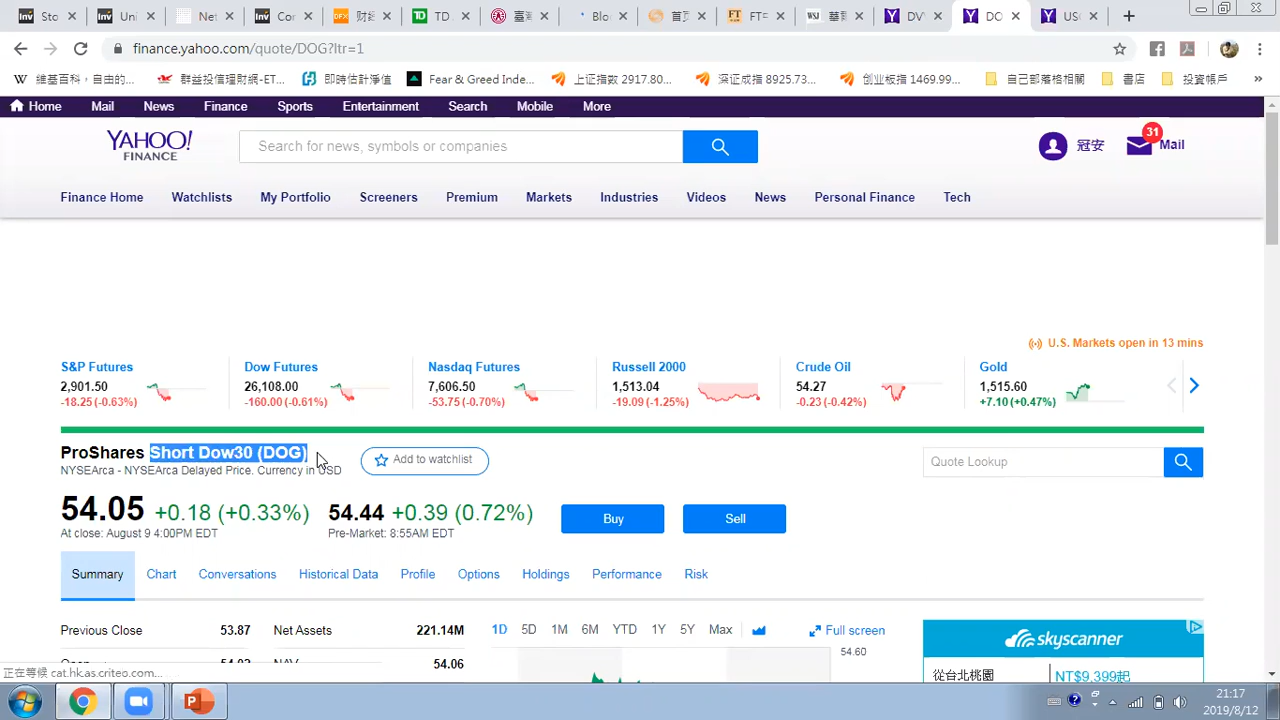 Sto
Uni
Net
Cor
DFX 財經
TD
Blo
FT中
WSJ
DV
DO
USO
finance.yahoo.com/quote/DOG?ltr=1
維基百科，自由的...
群益投信理財網-ET...
即時估計淨值
Fear & Greed Inde...
上证指数 2917.80...
深证成指 8925.73...
创业板指 1469.99...
自己部落格相關
書店
投資帳戶
»
Home Mail News Finance Sports Entertainment Search Mobile More
YAHOO!
FINANCE
Search for news, symbols or companies
冠安
31
Mail
Finance Home Watchlists My Portfolio Screeners Premium Markets Industries Videos News Personal Finance Tech
U.S. Markets open in 13 mins
S&P Futures
2,901.50
-18.25 (-0.63%)
Dow Futures
26,108.00
-160.00 (-0.61%)
Nasdaq Futures
7,606.50
-53.75 (-0.70%)
Russell 2000
1,513.04
-19.09 (-1.25%)
Crude Oil
54.27
-0.23 (-0.42%)
Gold
1,515.60
+7.10 (+0.47%)
ProShares Short Dow30 (DOG)
NYSEArca - NYSEArca Delayed Price. Currency in USD
Add to watchlist
Quote Lookup
54.05 +0.18 (+0.33%)
At close: August 9 4:00PM EDT
54.44 +0.39 (0.72%)
Pre-Market: 8:55AM EDT
Buy
Sell
Summary Chart Conversations Historical Data Profile Options Holdings Performance Risk
Previous Close 53.87
Net Assets 221.14M
NAV 54.06
1D 5D 1M 6M YTD 1Y 5Y Max
Full screen
54.60
skyscanner
從台北桃園
NT$9,399起
正在等候 cat.hk.as.criteo.com...
21:17
2019/8/12